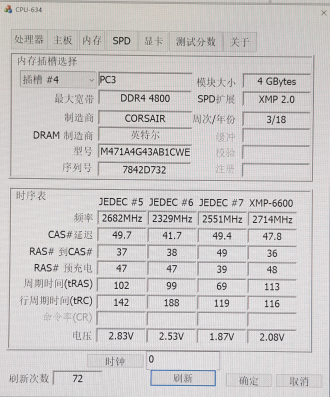 CPU-634
处理器 主板 内存 SPD 显卡 测试分数 关于
内存插槽选择
插槽 #4 PC3 模块大小 4 GBytes
最大宽带 DDR4 4800 SPD扩展 XMP 2.0
制造商 CORSAIR 周次/年份 3/18
DRAM 制造商 英特尔 缓冲
型号 M471A4G43AB1CWE 校验
序列号 7842D732 注册
时序表
JEDEC #5 JEDEC #6 JEDEC #7 XMP-6600
频率 2682MHz 2329MHz 2551MHz 2714MHz
CAS#延迟 49.7 41.7 49.4 47.8
RAS# 到CAS# 37 38 49 36
RAS# 预充电 47 47 39 48
周期时间(tRAS) 102 99 69 113
行周期时间(tRC) 142 188 119 116
命令率(CR)
电压 2.83V 2.53V 1.87V 2.08V
时钟 0
刷新次数 72 刷新 确定 取消